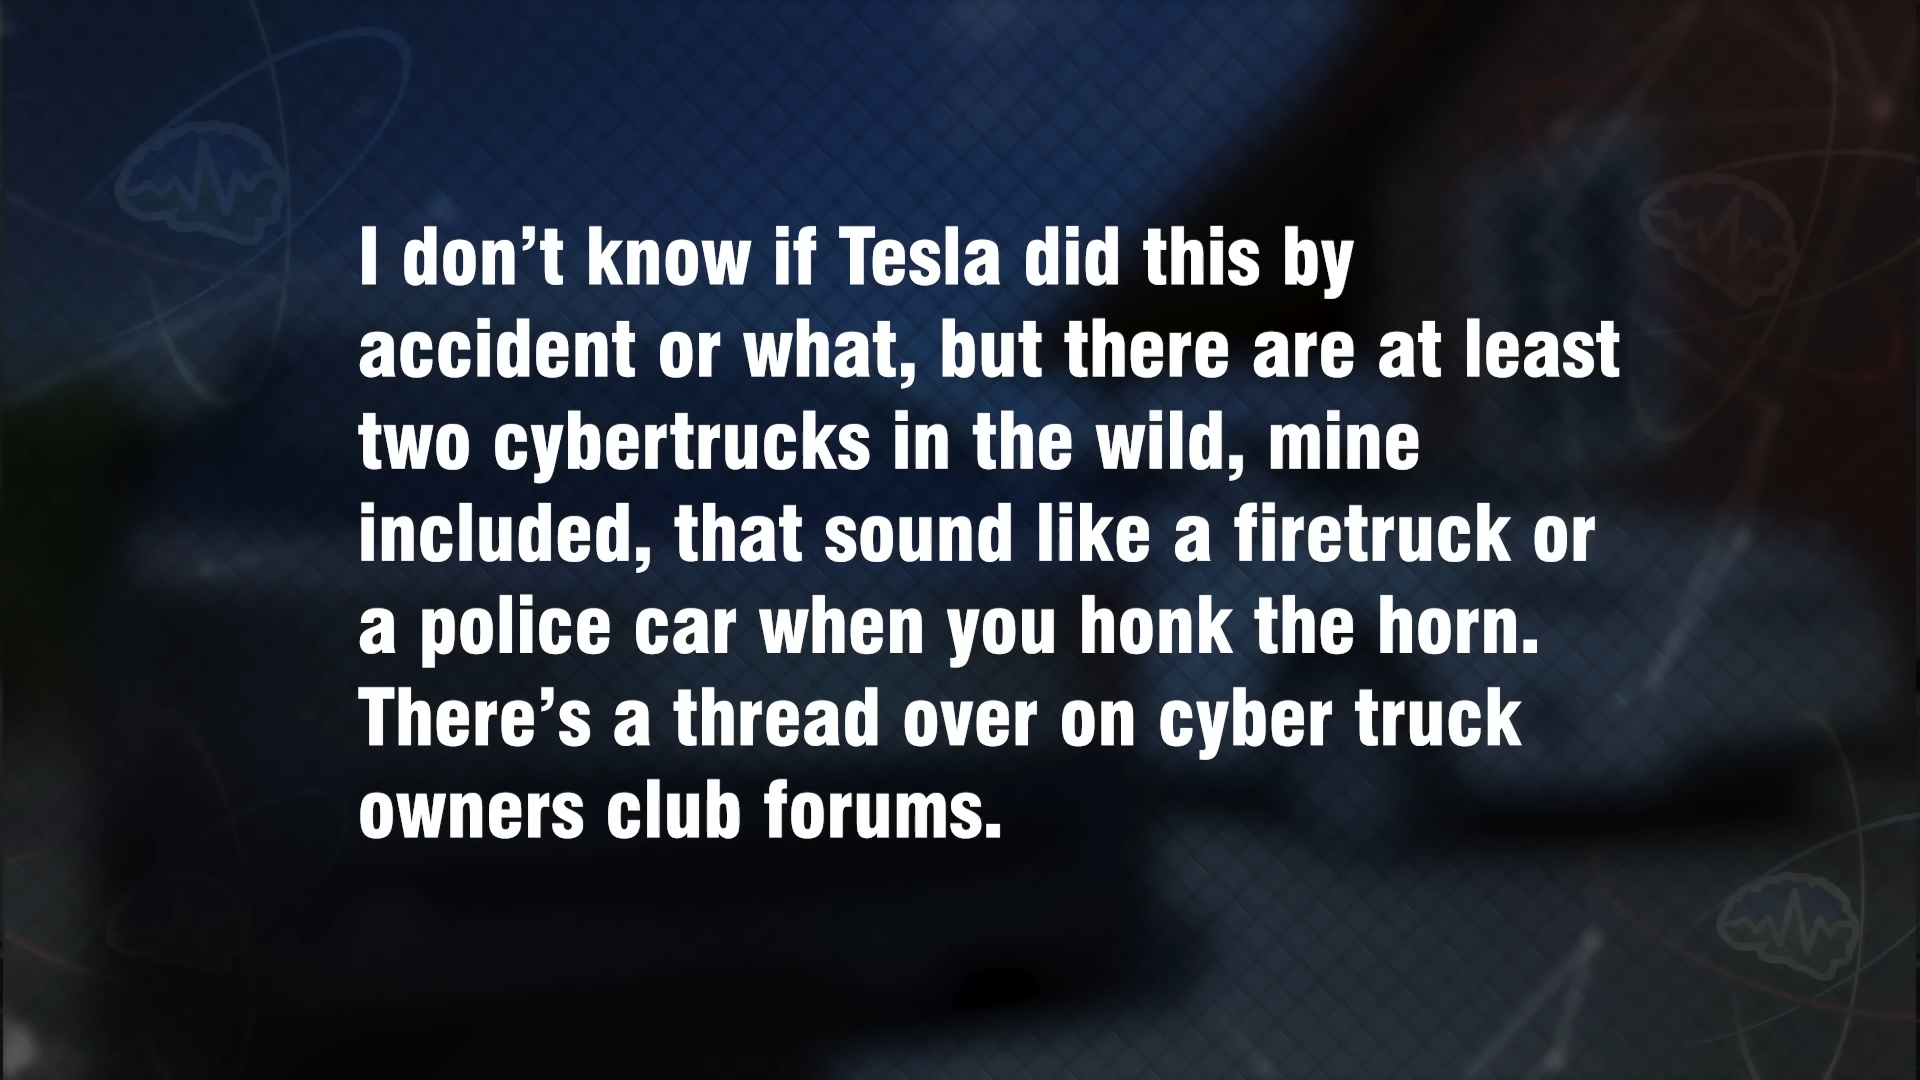 I don’t know if Tesla did this by
accident or what, but there are at least
two cybertrucks in the wild, mine
included, that sound like a firetruck or
a police car when you honk the horn.
There’s a thread over on cyber truck
owners club forums.